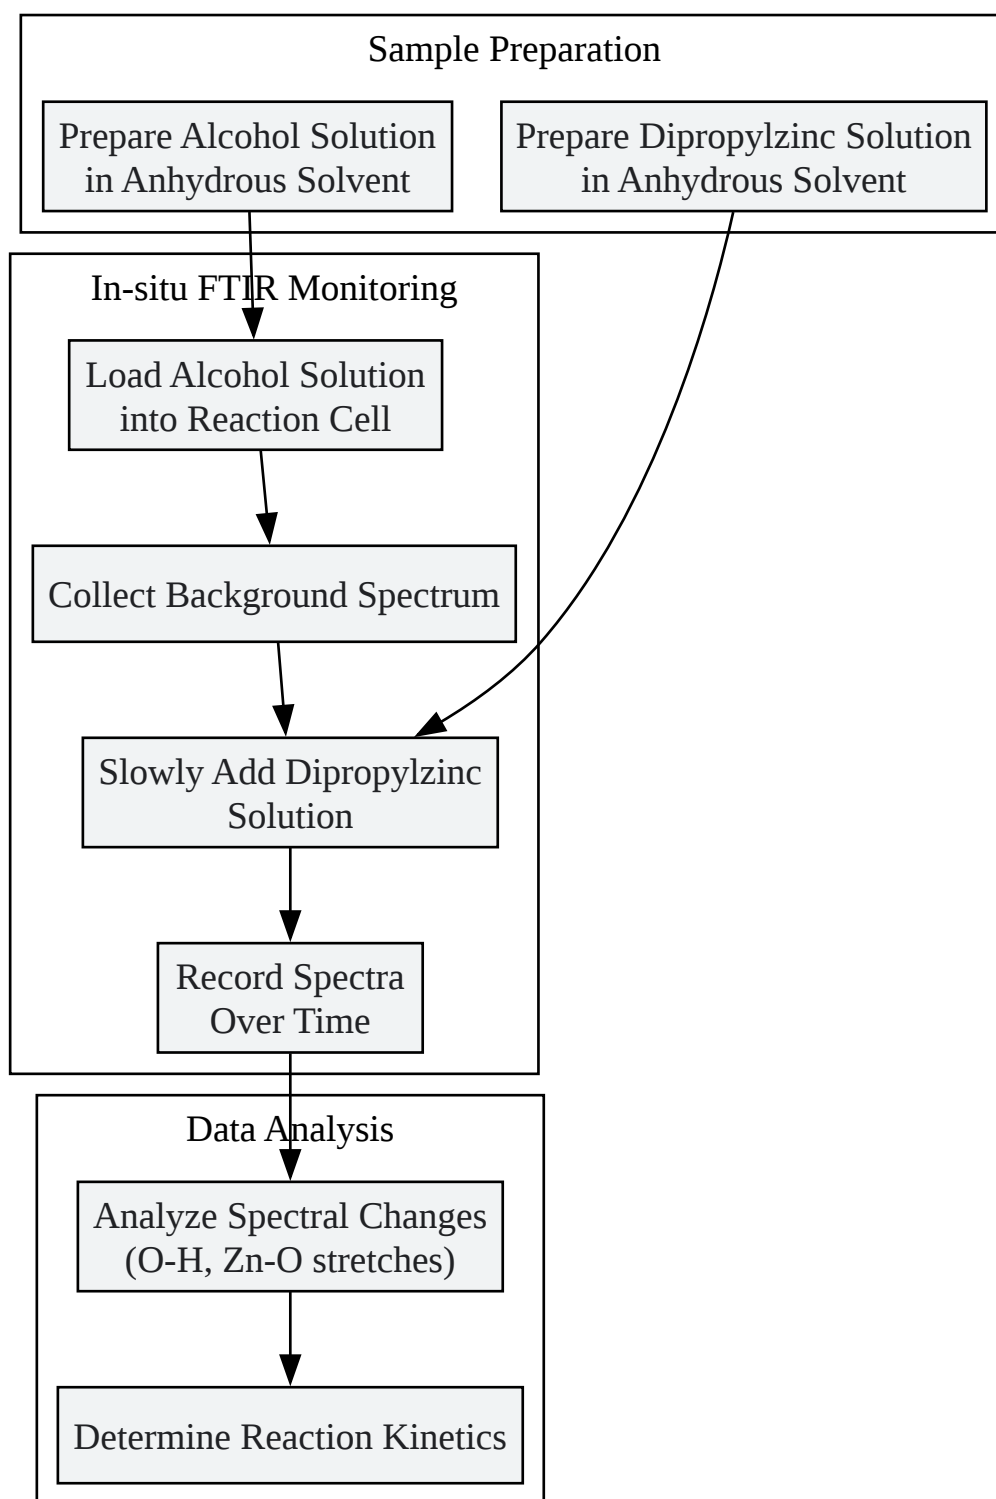 Sample Preparation
Prepare Alcohol Solution
in Anhydrous Solvent
Prepare Dipropylzinc Solution
in Anhydrous Solvent
In-situ FTIR Monitoring
Load Alcohol Solution
into Reaction Cell
Collect Background Spectrum
Slowly Add Dipropylzinc
Solution
Record Spectra
Over Time
Data Analysis
Analyze Spectral Changes
(O-H, Zn-O stretches)
Determine Reaction Kinetics